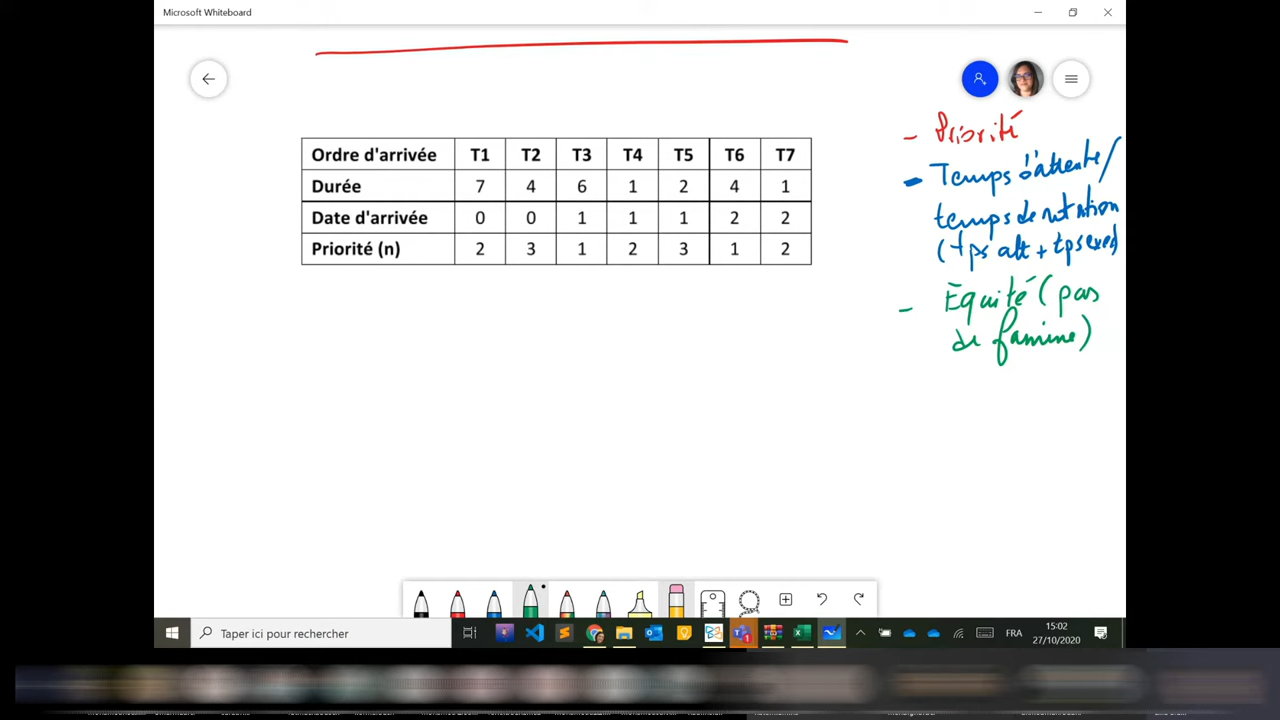 Microsoft Whiteboard
Ordre d'arrivée T1 T2 T3 T4 T5 T6 T7
Durée 7 4 6 1 2 4 1
Date d'arrivée 0 0 1 1 1 2 2
Priorité (n) 2 3 1 2 3 1 2
- Priorité
- Temps d'attente /
temps de rotation
(tps att + tps exe)
- Equité (pas
de famine)
Taper ici pour rechercher
FRA
15:02
27/10/2020